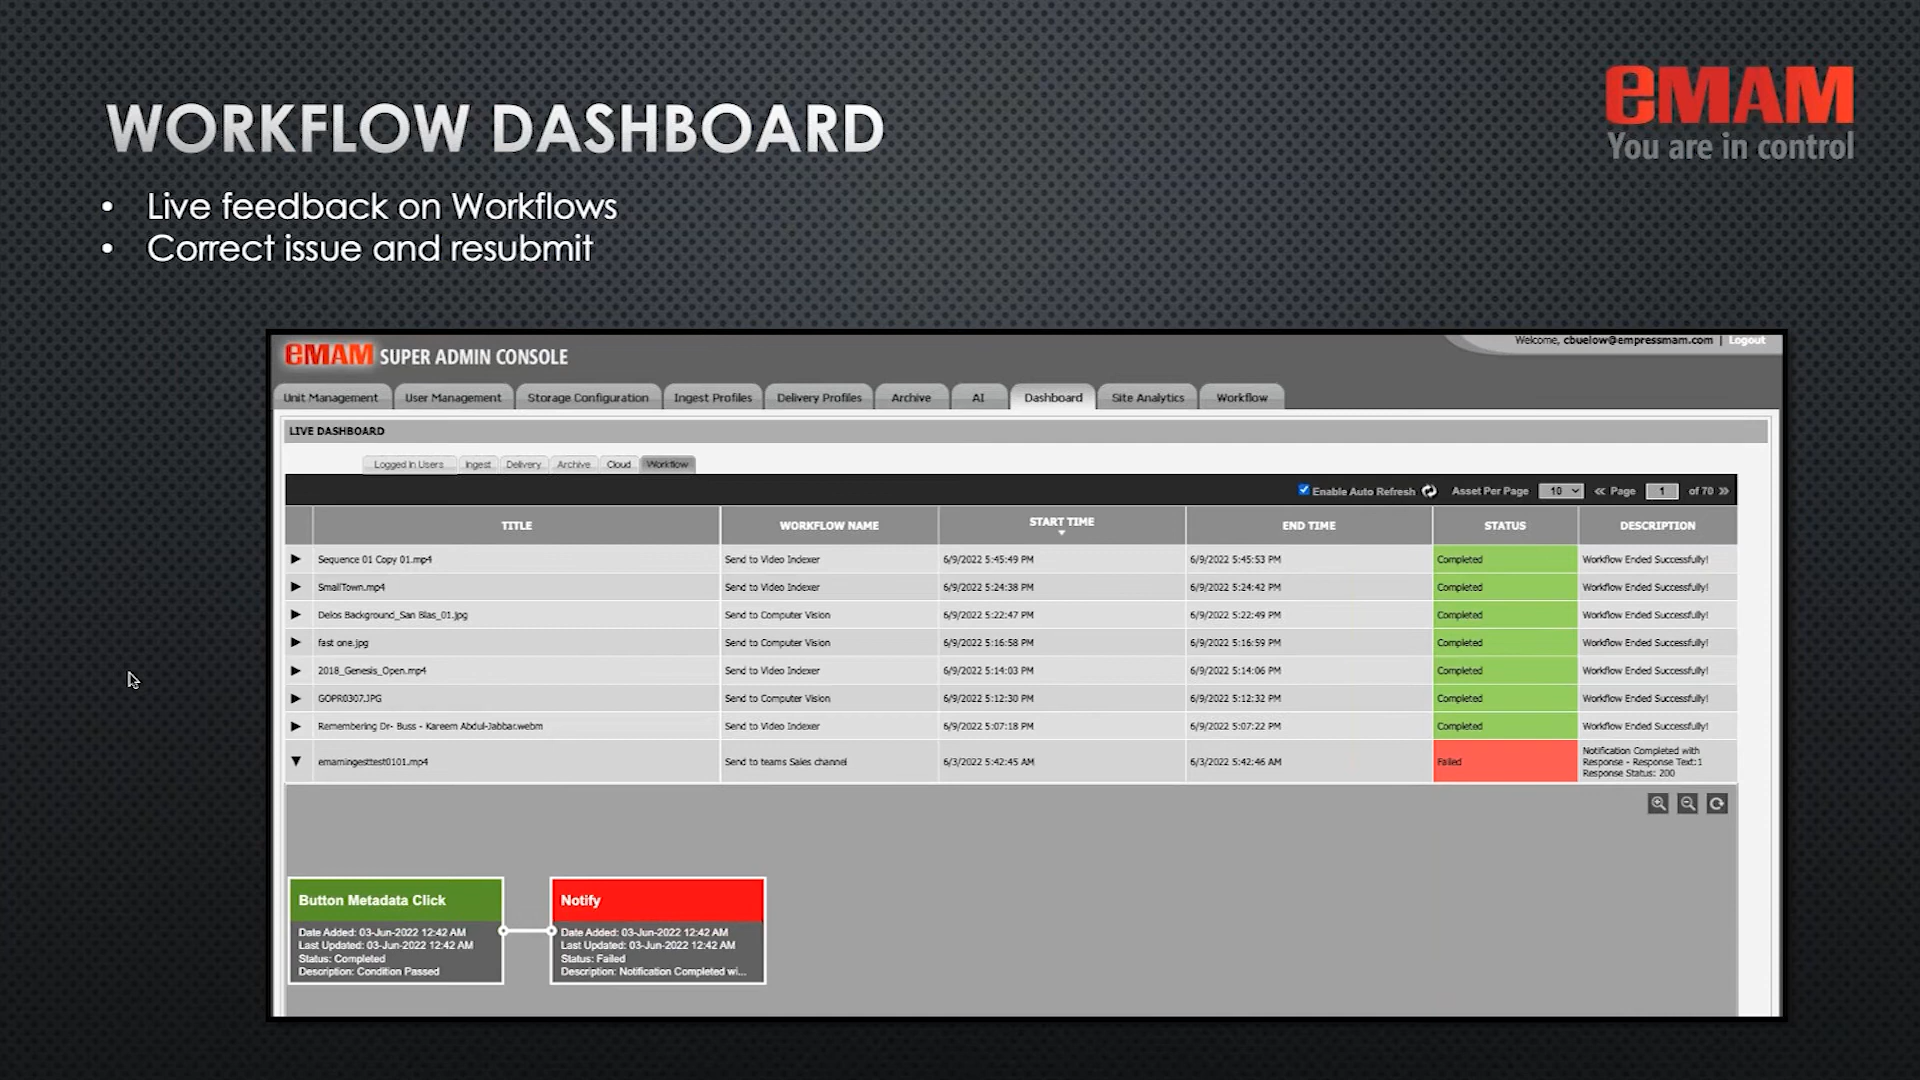 eMAM
You are in control
WORKFLOW DASHBOARD
• Live feedback on Workflows
• Correct issue and resubmit
eMAM SUPER ADMIN CONSOLE
Welcome, cbuelow@empressmam.com | Logout
Unit Management User Management Storage Configuration Ingest Profiles Delivery Profiles Archive AI Dashboard Site Analytics Workflow
LIVE DASHBOARD
Logged In Users Ingest Delivery Archive Cloud Workflow
Enable Auto Refresh Asset Per Page 10 << Page 1 of 70 >>
TITLE WORKFLOW NAME START TIME END TIME STATUS DESCRIPTION
Sequence 01 Copy 01.mp4 Send to Video Indexer 6/9/2022 5:45:49 PM 6/9/2022 5:45:53 PM Completed Workflow Ended Successfully!
SmallTown.mp4 Send to Video Indexer 6/9/2022 5:24:38 PM 6/9/2022 5:24:42 PM Completed Workflow Ended Successfully!
Delos Background_San Blas_01.jpg Send to Computer Vision 6/9/2022 5:22:47 PM 6/9/2022 5:22:49 PM Completed Workflow Ended Successfully!
fast one.jpg Send to Computer Vision 6/9/2022 5:16:58 PM 6/9/2022 5:16:59 PM Completed Workflow Ended Successfully!
2018_Genesis_Open.mp4 Send to Video Indexer 6/9/2022 5:14:03 PM 6/9/2022 5:14:06 PM Completed Workflow Ended Successfully!
GOPR0307.JPG Send to Computer Vision 6/9/2022 5:12:30 PM 6/9/2022 5:12:32 PM Completed Workflow Ended Successfully!
Remembering Dr- Buss - Kareem Abdul-Jabbar.webm Send to Video Indexer 6/9/2022 5:07:18 PM 6/9/2022 5:07:22 PM Completed Workflow Ended Successfully!
emamingesttest0101.mp4 Send to teams Sales channel 6/3/2022 5:42:45 AM 6/3/2022 5:42:46 AM Failed Notification Completed with
Response - Response Text:1
Response Status: 200
Button Metadata Click
Date Added: 03-Jun-2022 12:42 AM
Last Updated: 03-Jun-2022 12:42 AM
Status: Completed
Description: Condition Passed
Notify
Date Added: 03-Jun-2022 12:42 AM
Last Updated: 03-Jun-2022 12:42 AM
Status: Failed
Description: Notification Completed wi...